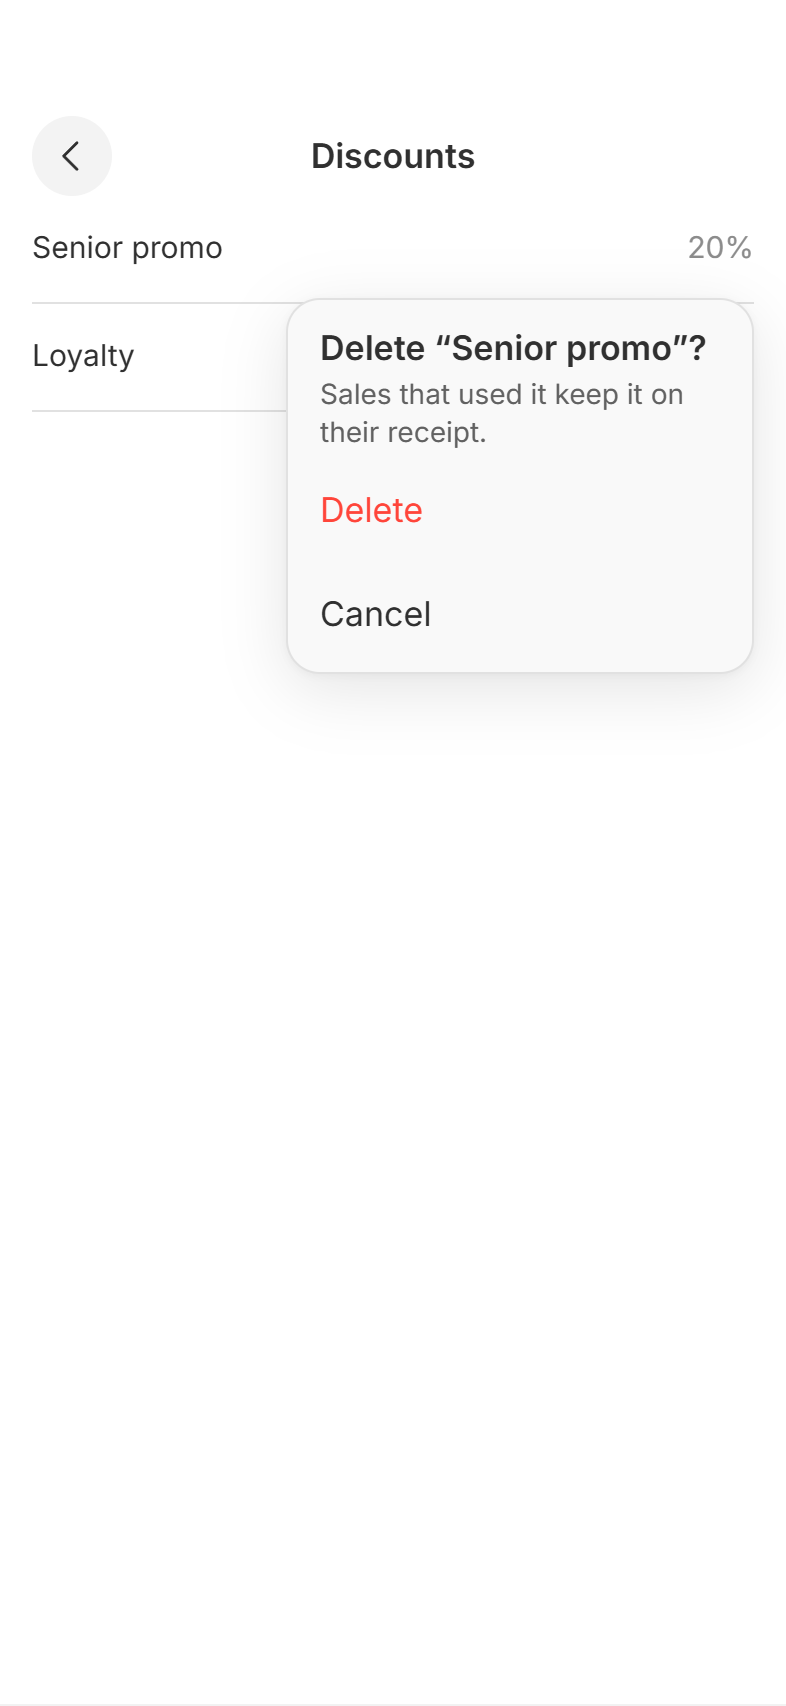 Discounts
Senior promo 20%
Loyalty
Delete “Senior promo”?
Sales that used it keep it on
their receipt.
Delete
Cancel